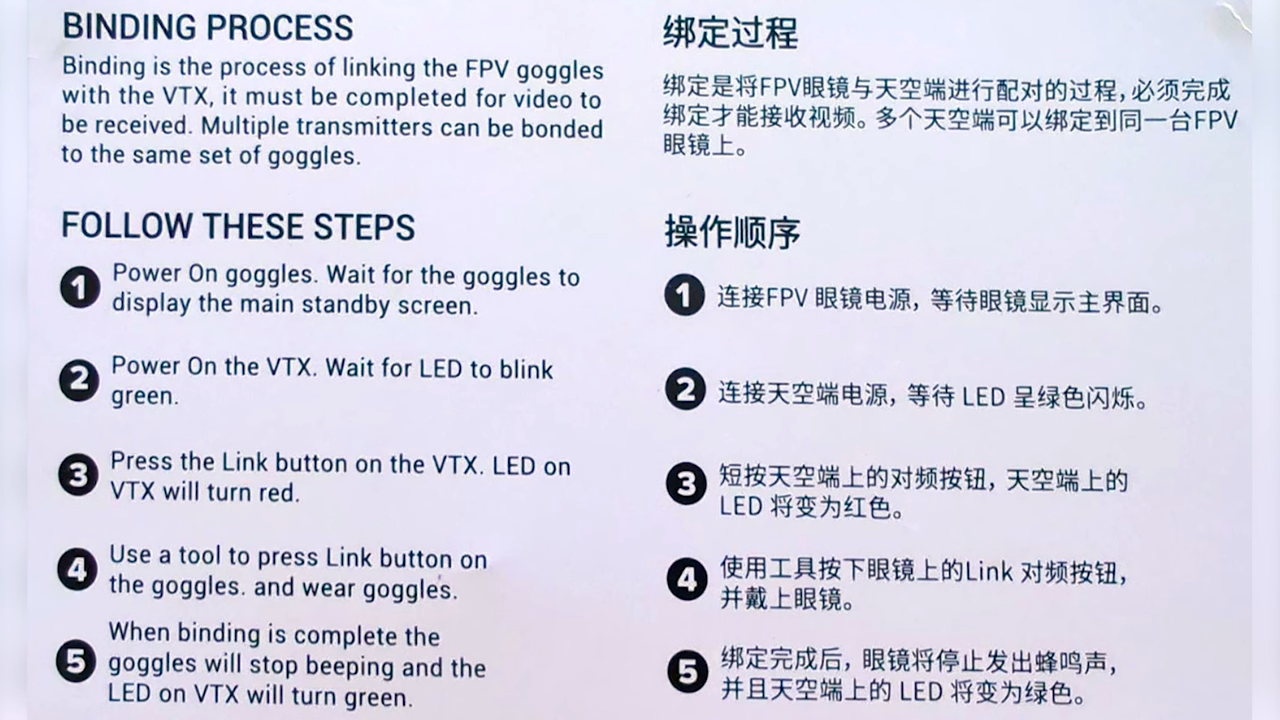 BINDING PROCESS
Binding is the process of linking the FPV goggles
with the VTX, it must be completed for video to
be received. Multiple transmitters can be bonded
to the same set of goggles.
FOLLOW THESE STEPS
1 Power On goggles. Wait for the goggles to
display the main standby screen.
2 Power On the VTX. Wait for LED to blink
green.
3 Press the Link button on the VTX. LED on
VTX will turn red.
4 Use a tool to press Link button on
the goggles. and wear goggles.
5 When binding is complete the
goggles will stop beeping and the
LED on VTX will turn green.
绑定过程
绑定是将FPV眼镜与天空端进行配对的过程，必须完成
绑定才能接收视频。多个天空端可以绑定到同一台FPV
眼镜上。
操作顺序
1 连接FPV 眼镜电源，等待眼镜显示主界面。
2 连接天空端电源，等待 LED 呈绿色闪烁。
3 短按天空端上的对频按钮，天空端上的
LED 将变为红色。
4 使用工具按下眼镜上的Link 对频按钮，
并戴上眼镜。
5 绑定完成后，眼镜将停止发出蜂鸣声，
并且天空端上的 LED 将变为绿色。